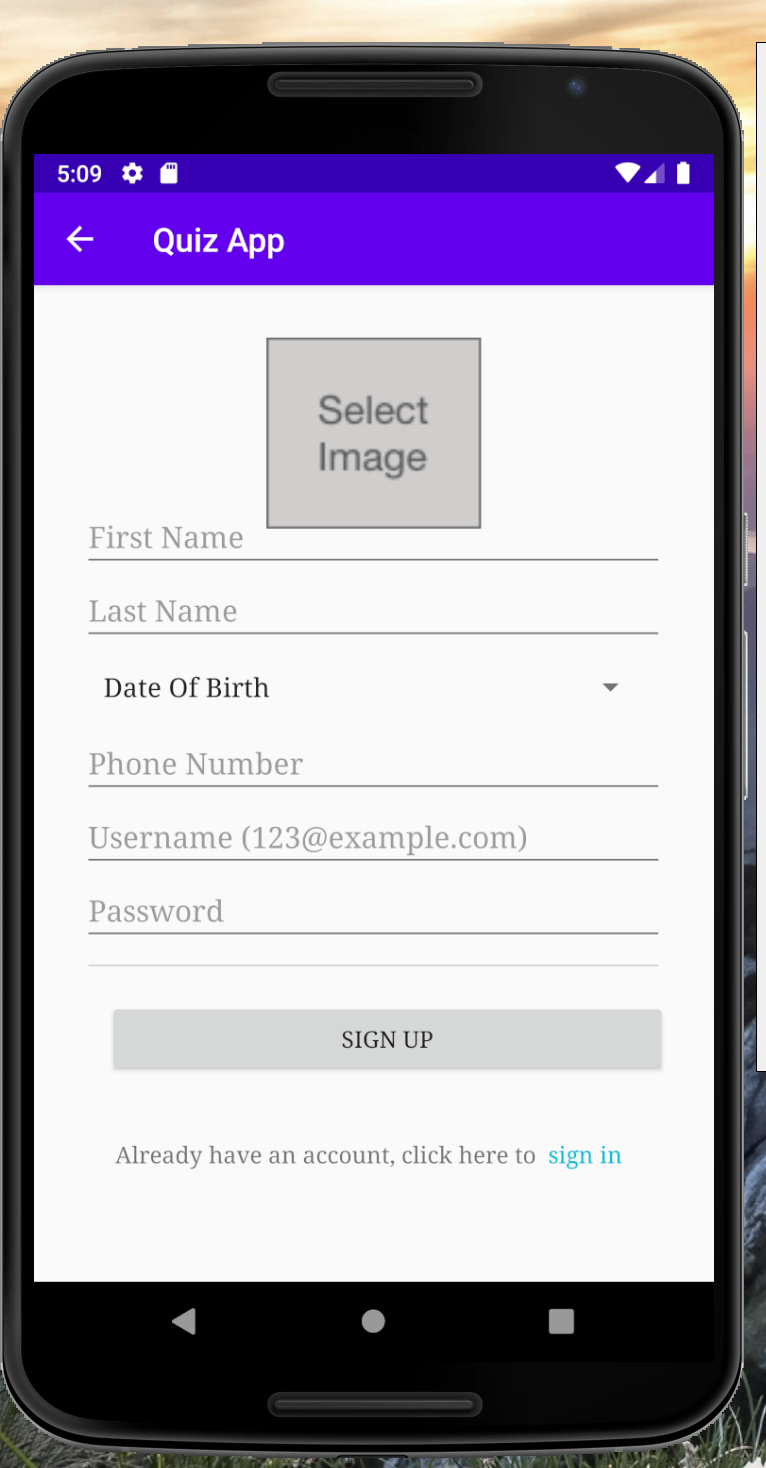 5:09
Quiz App
Select
Image
First Name
Last Name
Date Of Birth
Phone Number
Username (123@example.com)
Password
SIGN UP
Already have an account, click here to sign in